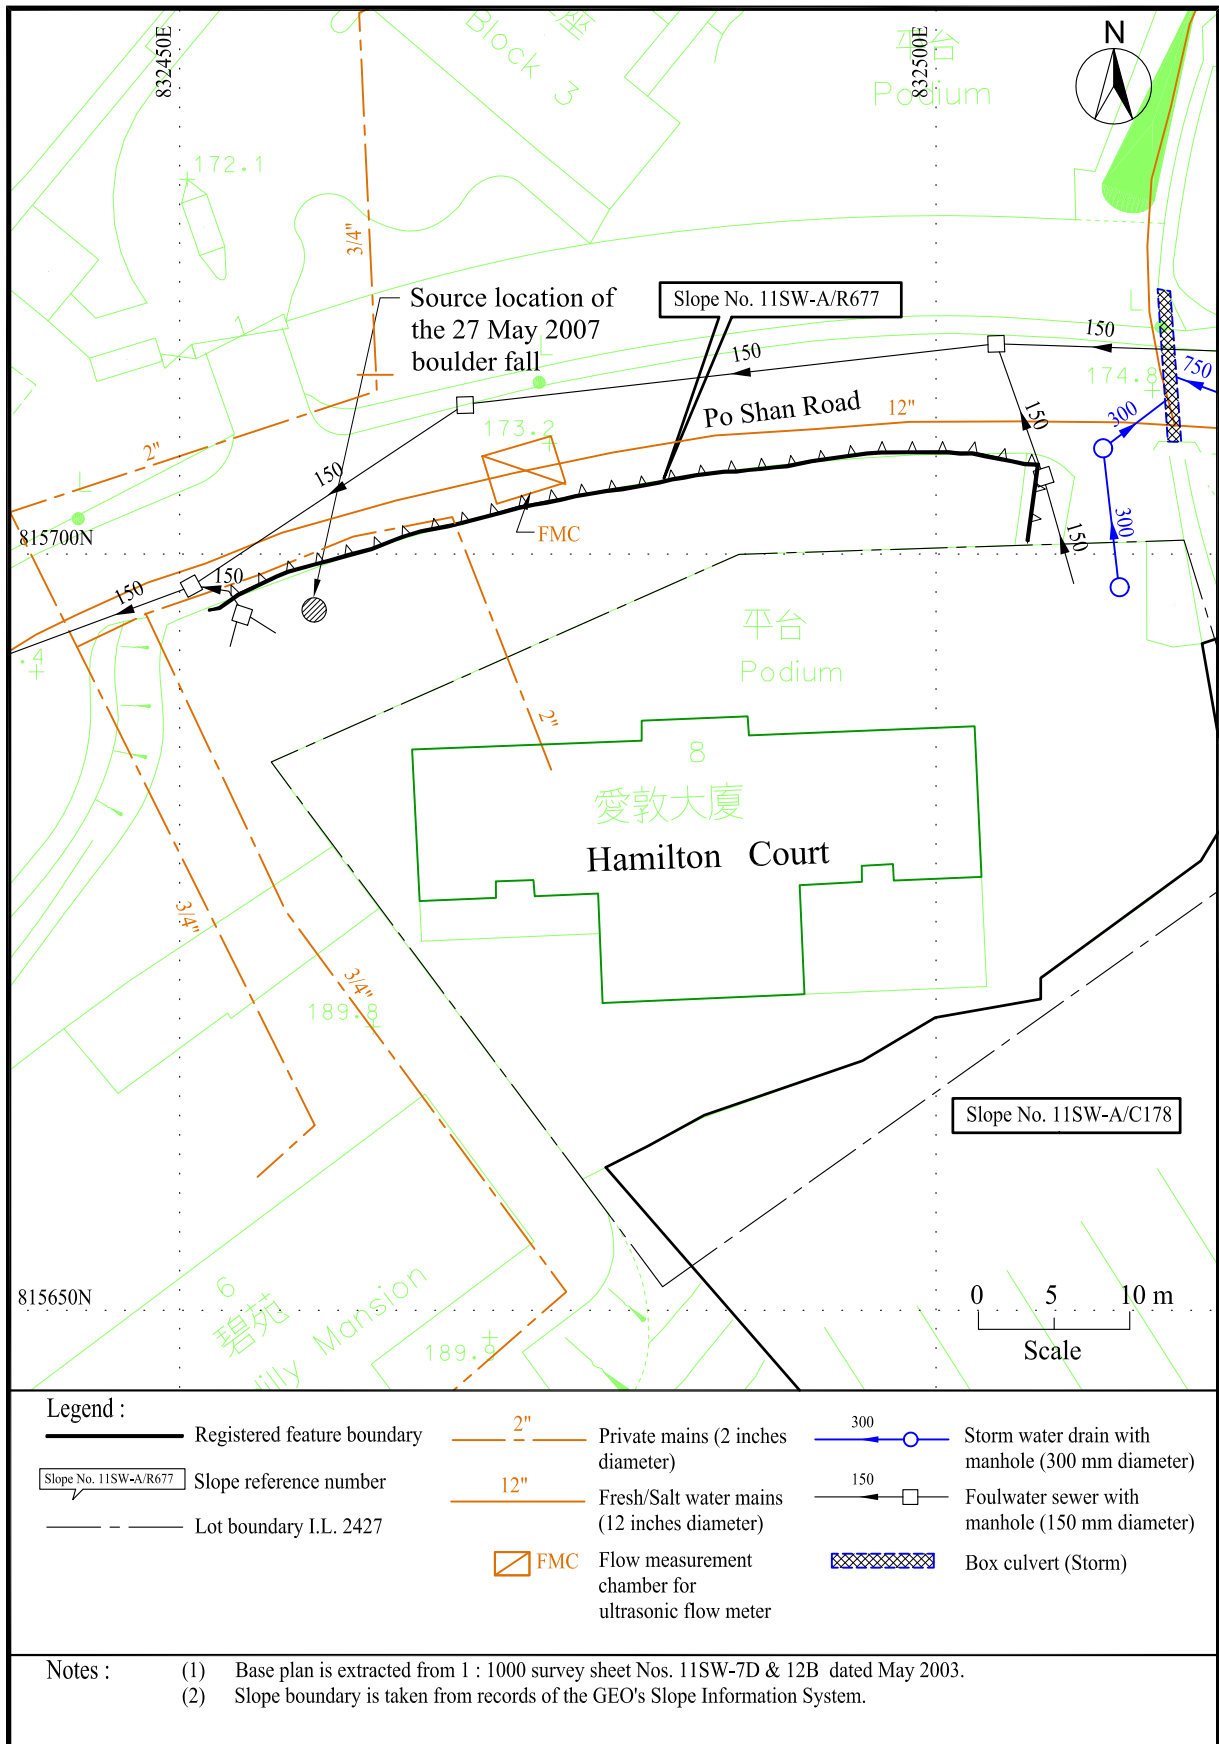 832450E
832500E
座
Block 3
平台
Podium
N
172.1
3/4"
Source location of
the 27 May 2007
boulder fall
Slope No. 11SW-A/R677
1
150
150
174.8
750
Po Shan Road
12"
300
150
173.2
2"
150
FMC
300
815700N
150
150
150
.4
平台
Podium
2"
8
愛敦大廈
Hamilton Court
3/4"
3/4"
189.8
Slope No. 11SW-A/C178
6
碧苑
Mansion
815650N
189.9
0 5 10 m
Scale
Legend :
Registered feature boundary
Slope No. 11SW-A/R677
Slope reference number
Lot boundary I.L. 2427
2"
Private mains (2 inches
diameter)
12"
Fresh/Salt water mains
(12 inches diameter)
FMC
Flow measurement
chamber for
ultrasonic flow meter
300
Storm water drain with
manhole (300 mm diameter)
150
Foulwater sewer with
manhole (150 mm diameter)
Box culvert (Storm)
Notes :
(1) Base plan is extracted from 1 : 1000 survey sheet Nos. 11SW-7D & 12B dated May 2003.
(2) Slope boundary is taken from records of the GEO's Slope Information System.